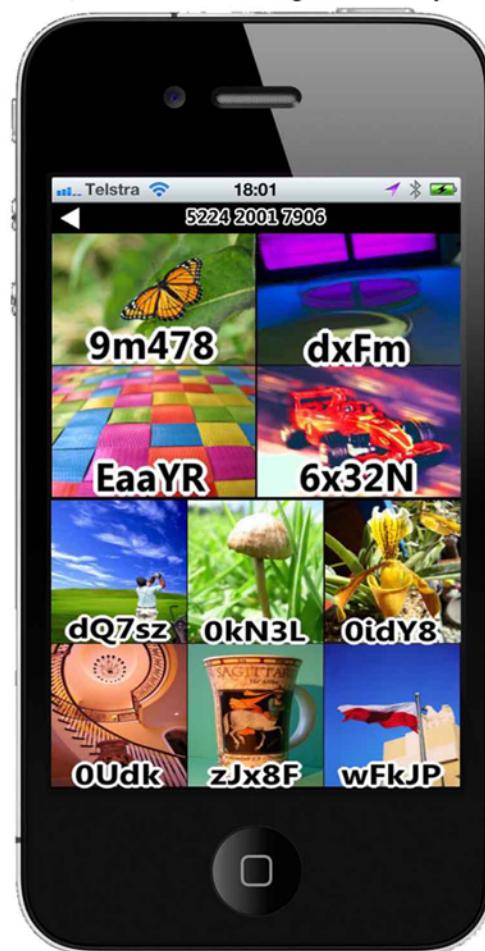 Telstra 18:01
5224 2001 7906
9m478 dxFm
EaaYR 6x32N
dQ7sz 0kN3L 0idY8
0Udk zJx8F wFkJP